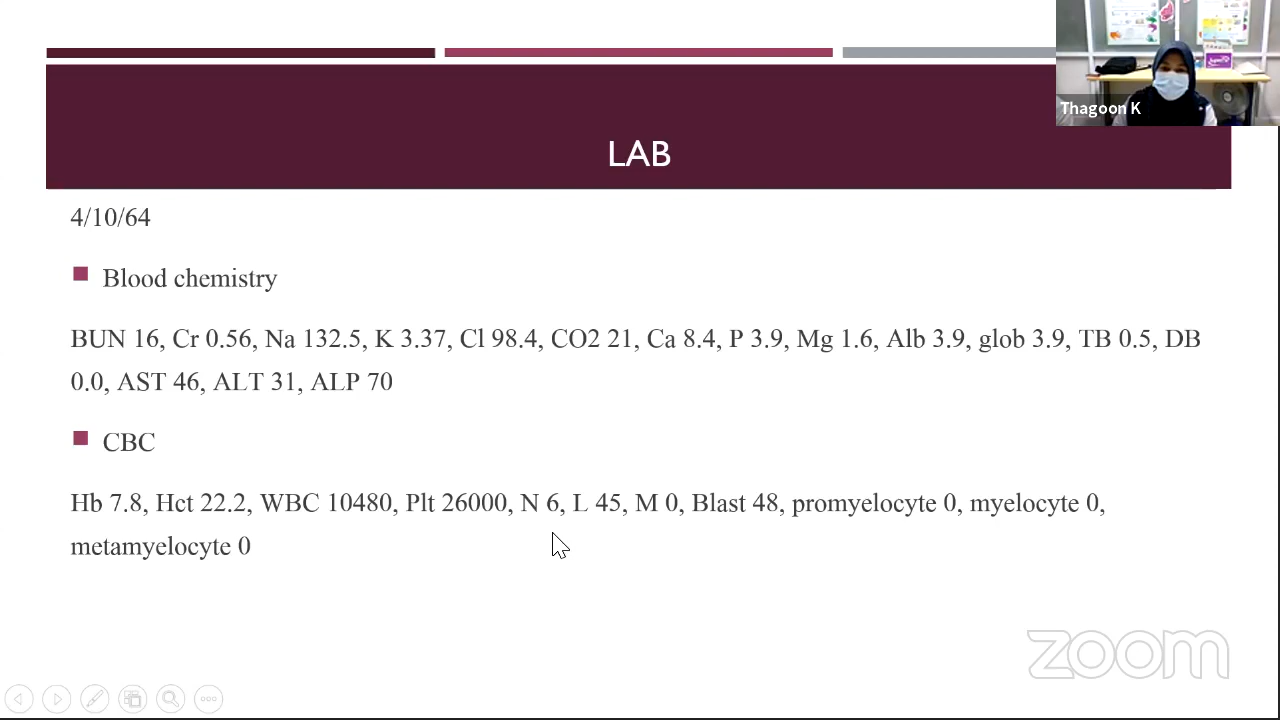 Thagoon K
LAB
4/10/64
Blood chemistry
BUN 16, Cr 0.56, Na 132.5, K 3.37, Cl 98.4, CO2 21, Ca 8.4, P 3.9, Mg 1.6, Alb 3.9, glob 3.9, TB 0.5, DB
0.0, AST 46, ALT 31, ALP 70
CBC
Hb 7.8, Hct 22.2, WBC 10480, Plt 26000, N 6, L 45, M 0, Blast 48, promyelocyte 0, myelocyte 0,
metamyelocyte 0
zoom